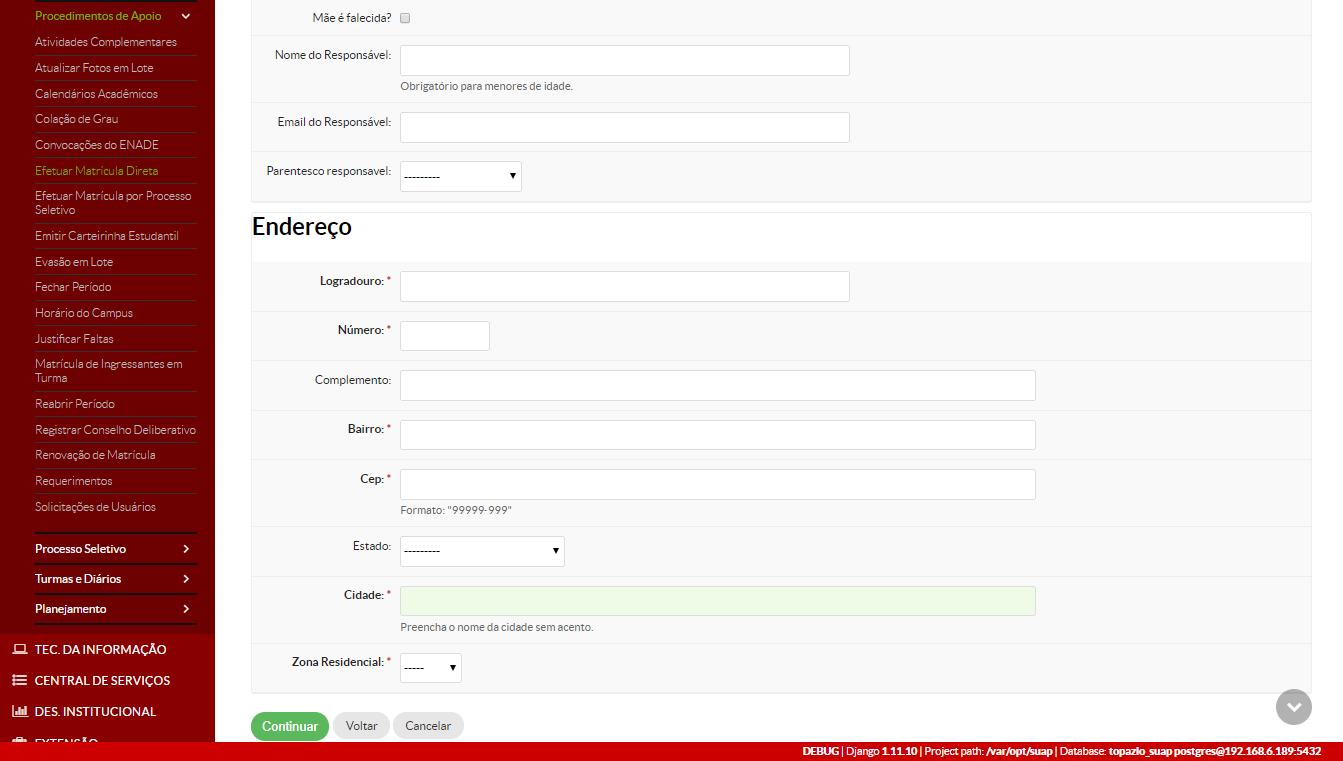 Procedimentos de Apoio
Atividades Complementares
Atualizar Fotos em Lote
Calendários Acadêmicos
Colação de Grau
Convocações do ENADE
Efetuar Matrícula Direta
Efetuar Matrícula por Processo
Seletivo
Emitir Carteirinha Estudantil
Evasão em Lote
Fechar Período
Horário do Campus
Justificar Faltas
Matrícula de Ingressantes em
Turma
Reabrir Período
Registrar Conselho Deliberativo
Renovação de Matrícula
Requerimentos
Solicitações de Usuários
Processo Seletivo
Turmas e Diários
Planejamento
TEC. DA INFORMAÇÃO
CENTRAL DE SERVIÇOS
DES. INSTITUCIONAL
EXTENSÃO
Mãe é falecida?
Nome do Responsável:
Obrigatório para menores de idade.
Email do Responsável:
Parentesco responsavel: ---------
Endereço
Logradouro: *
Número: *
Complemento:
Bairro: *
Cep: *
Formato: "99999-999"
Estado: ---------
Cidade: *
Preencha o nome da cidade sem acento.
Zona Residencial: * -----
Continuar Voltar Cancelar
DEBUG | Django 1.11.10 | Project path: /var/opt/suap | Database: topazio_suap postgres@192.168.6.189:5432